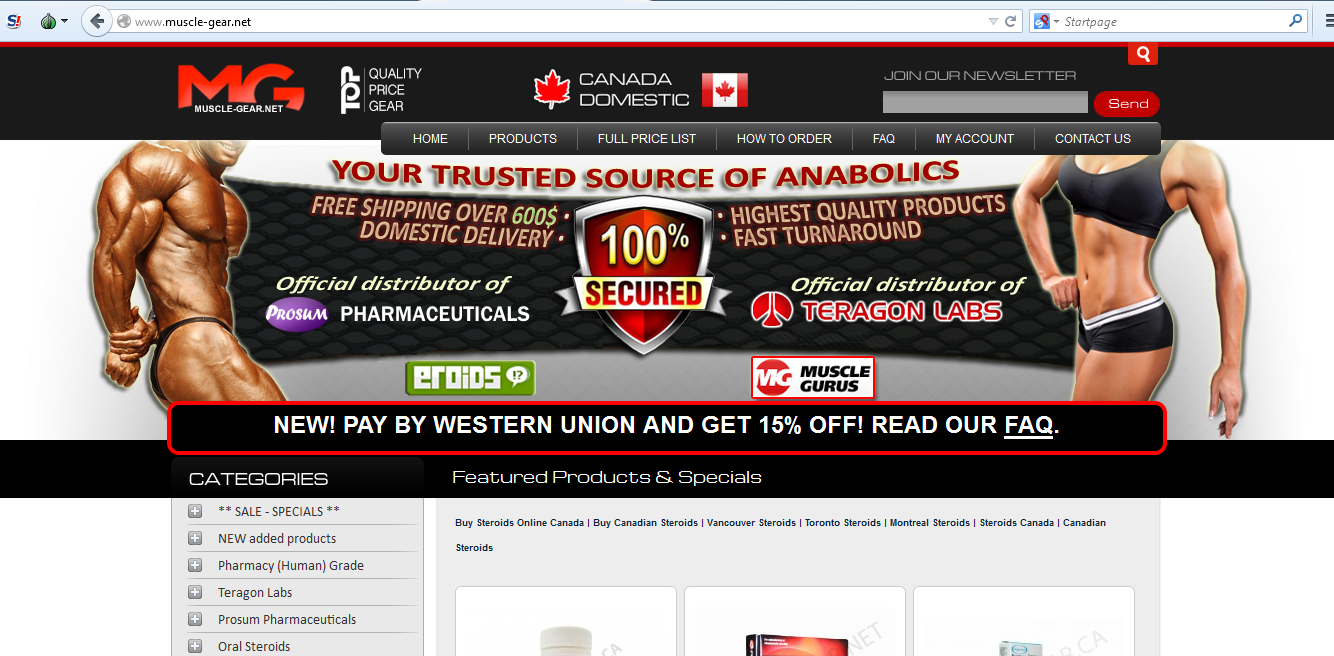 S!
www.muscle-gear.net
Startpage
MG
MUSCLE-GEAR.NET
TOP
QUALITY
PRICE
GEAR
CANADA
DOMESTIC
JOIN OUR NEWSLETTER
Send
HOME
PRODUCTS
FULL PRICE LIST
HOW TO ORDER
FAQ
MY ACCOUNT
CONTACT US
YOUR TRUSTED SOURCE OF ANABOLICS
FREE SHIPPING OVER 600$ •
DOMESTIC DELIVERY •
• HIGHEST QUALITY PRODUCTS
• FAST TURNAROUND
100%
SECURED
Official distributor of
PROSUM PHARMACEUTICALS
Official distributor of
TERAGON LABS
eroids !?
MG MUSCLE
GURUS
NEW! PAY BY WESTERN UNION AND GET 15% OFF! READ OUR FAQ.
CATEGORIES
Featured Products & Specials
** SALE - SPECIALS **
NEW added products
Pharmacy (Human) Grade
Teragon Labs
Prosum Pharmaceuticals
Oral Steroids
Buy Steroids Online Canada | Buy Canadian Steroids | Vancouver Steroids | Toronto Steroids | Montreal Steroids | Steroids Canada | Canadian
Steroids